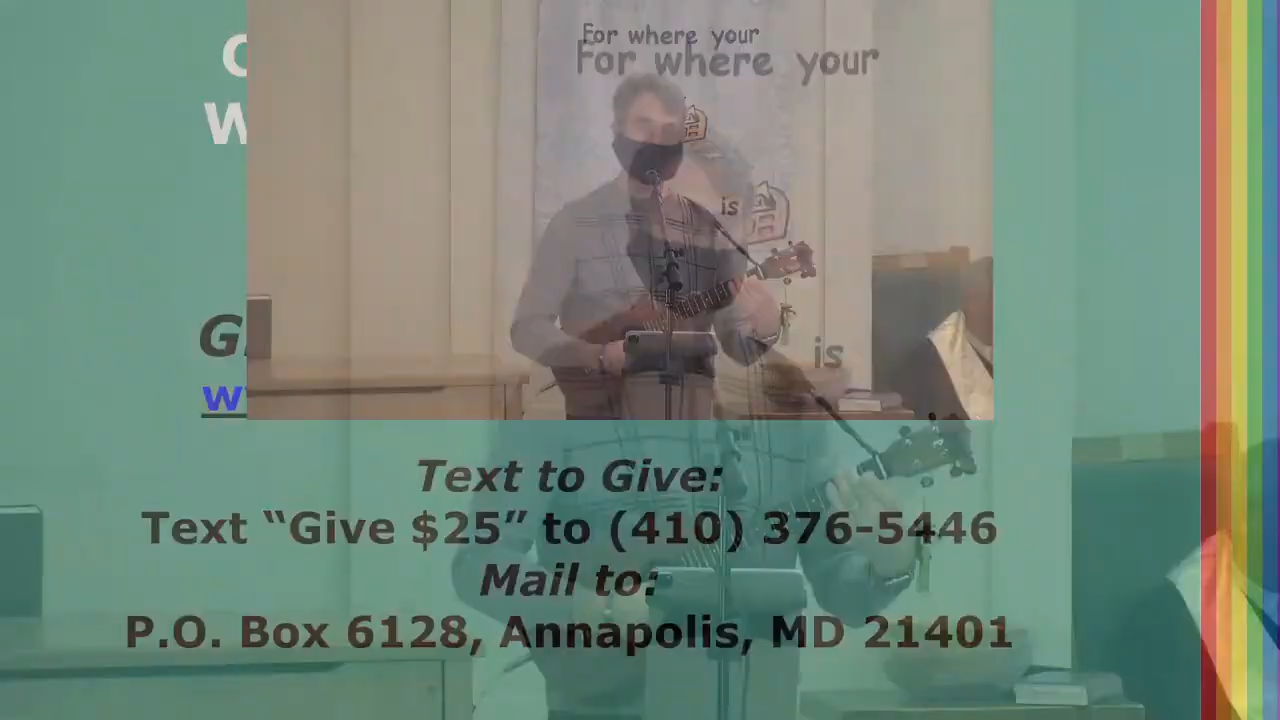 For where your
For where your
is
is
Text to Give:
Text “Give $25” to (410) 376-5446
Mail to:
P.O. Box 6128, Annapolis, MD 21401